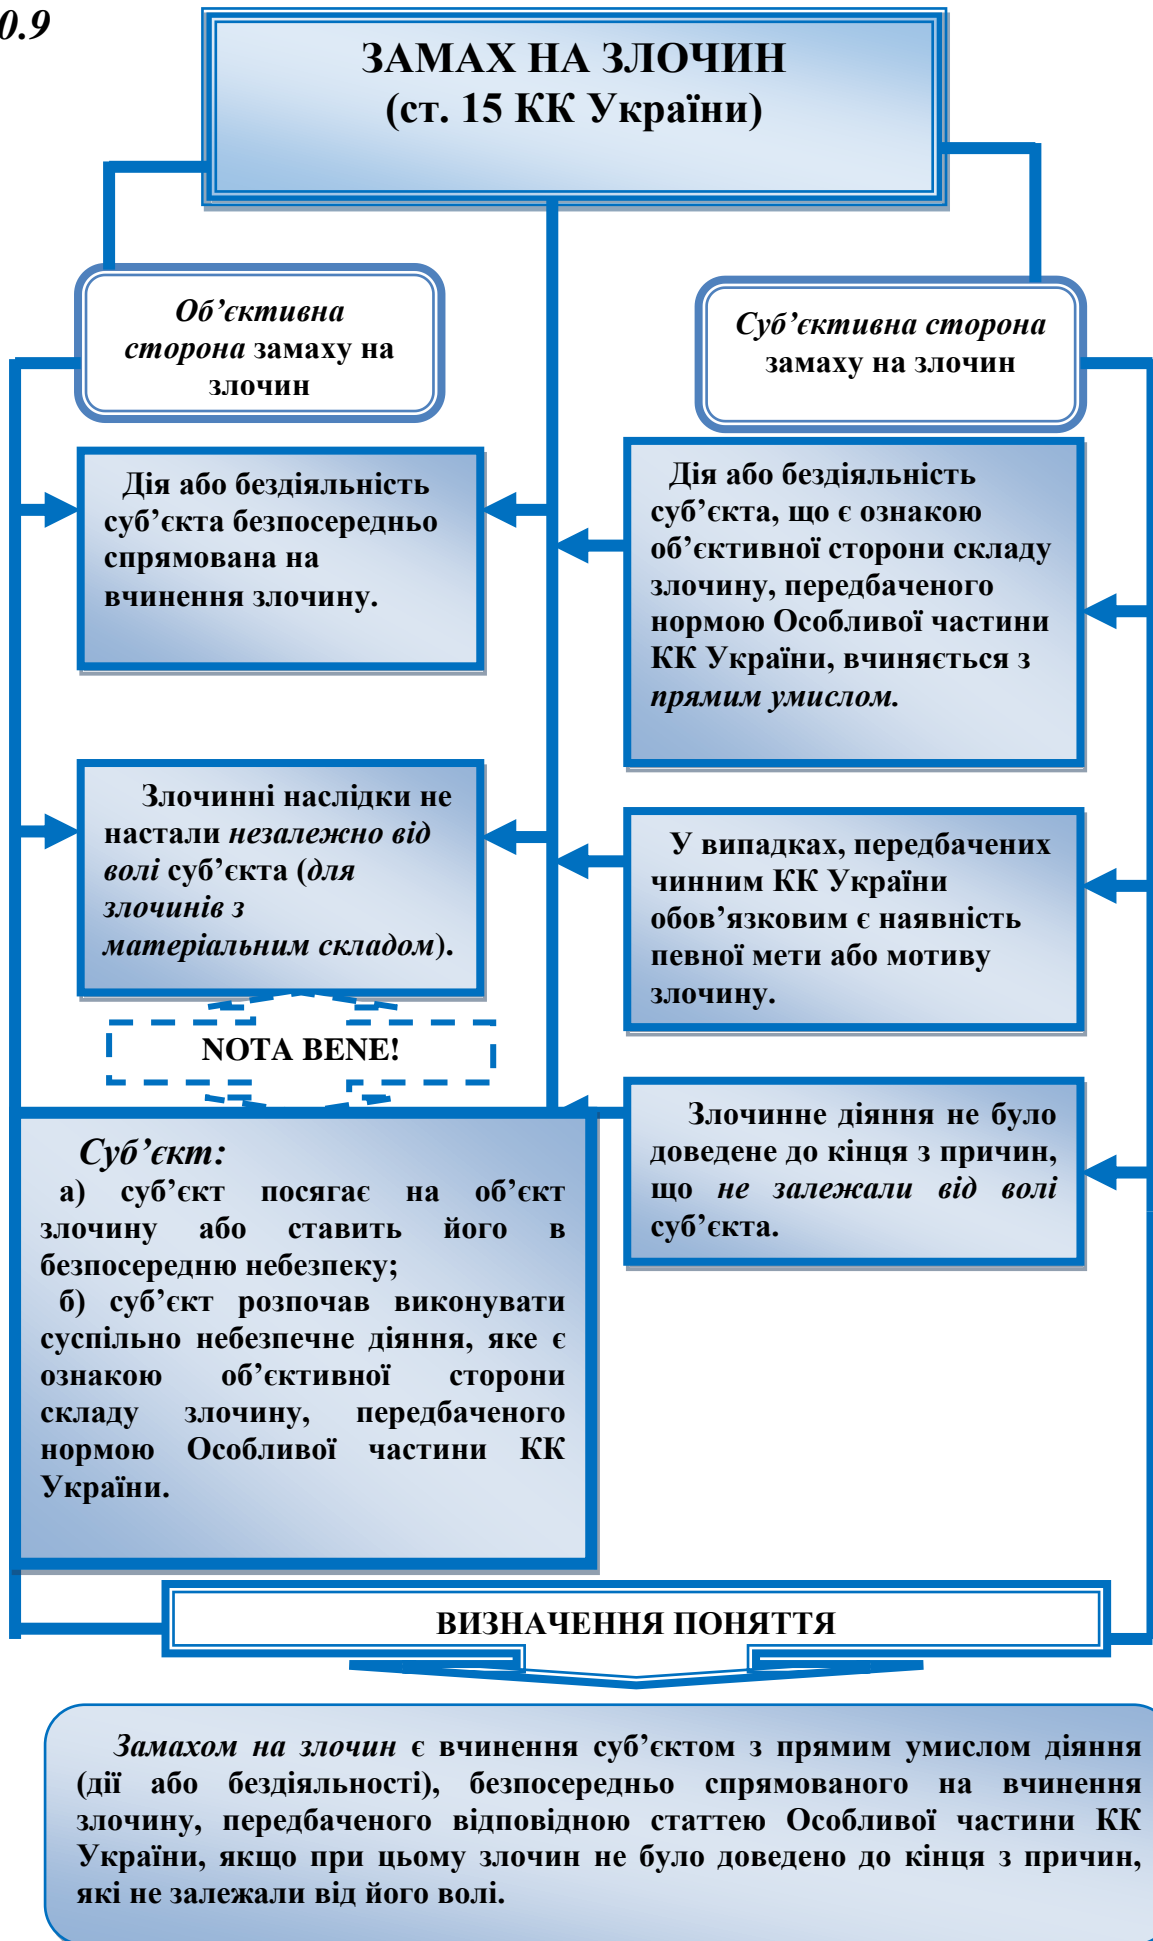 0.9
ЗАМАХ НА ЗЛОЧИН
(ст. 15 КК України)
Об’єктивна
сторона замаху на
злочин
Суб’єктивна сторона
замаху на злочин
Дія або бездіяльність
суб’єкта безпосередньо
спрямована на
вчинення злочину.
Злочинні наслідки не
настали незалежно від
волі суб’єкта (для
злочинів з
матеріальним складом).
NOTA BENE!
Суб’єкт:
а) суб’єкт посягає на об’єкт
злочину або ставить його в
безпосередню небезпеку;
б) суб’єкт розпочав виконувати
суспільно небезпечне діяння, яке є
ознакою об’єктивної сторони
складу злочину, передбаченого
нормою Особливої частини КК
України.
Дія або бездіяльність
суб’єкта, що є ознакою
об’єктивної сторони складу
злочину, передбаченого
нормою Особливої частини
КК України, вчиняється з
прямим умислом.
У випадках, передбачених
чинним КК України
обов’язковим є наявність
певної мети або мотиву
злочину.
Злочинне діяння не було
доведене до кінця з причин,
що не залежали від волі
суб’єкта.
ВИЗНАЧЕННЯ ПОНЯТТЯ
Замахом на злочин є вчинення суб’єктом з прямим умислом діяння
(дії або бездіяльності), безпосередньо спрямованого на вчинення
злочину, передбаченого відповідною статтею Особливої частини КК
України, якщо при цьому злочин не було доведено до кінця з причин,
які не залежали від його волі.